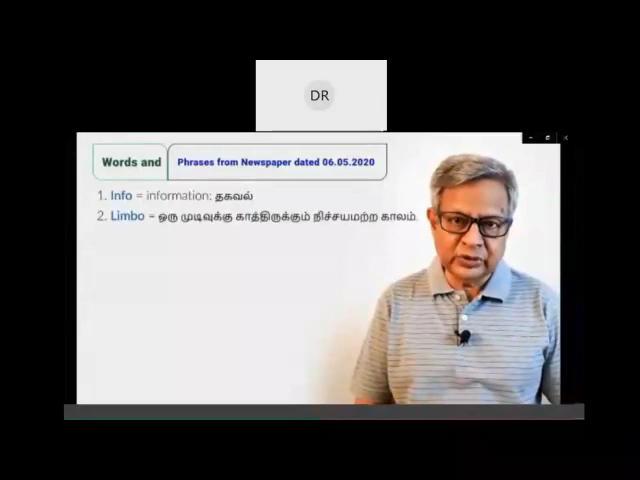 DR
Words and Phrases from Newspaper dated 06.05.2020
1. Info = information; தகவல்
2. Limbo = ஒரு முடிவுக்கு காத்திருக்கும் நிச்சயமற்ற காலம்.